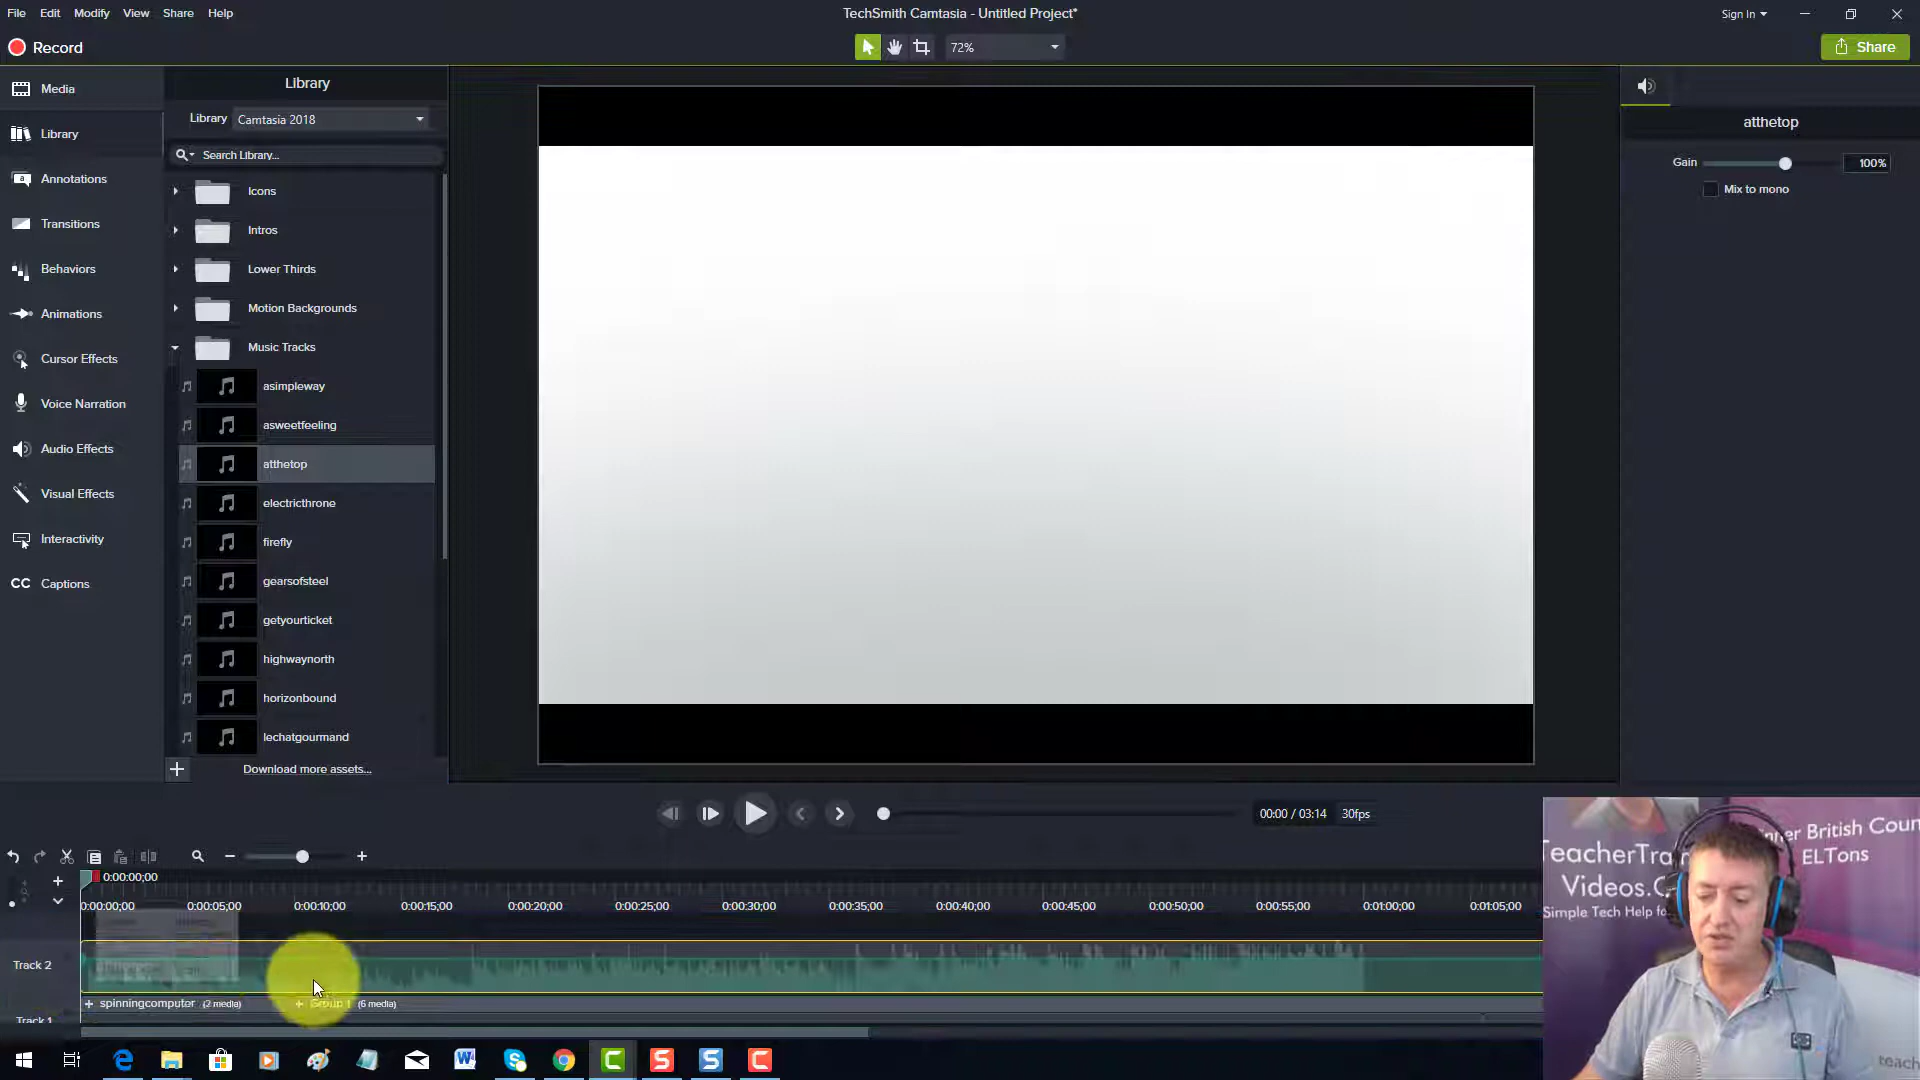 File Edit Modify View Share Help
TechSmith Camtasia - Untitled Project*
Sign In
Record
72%
Share
Media
Library
Annotations
Transitions
Behaviors
Animations
Cursor Effects
Voice Narration
Audio Effects
Visual Effects
Interactivity
CC Captions
Library
Library Camtasia 2018
Search Library...
Icons
Intros
Lower Thirds
Motion Backgrounds
Music Tracks
asimpleway
asweetfeeling
atthetop
electricthrone
firefly
gearsofsteel
getyourticket
highwaynorth
horizonbound
lechatgourmand
Download more assets...
atthetop
Gain 100%
Mix to mono
00:00 / 03:14 30fps
0:00:00;00
0:00:00;00 0:00:05;00 0:00:10;00 0:00:15;00 0:00:20;00 0:00:25;00 0:00:30;00 0:00:35;00 0:00:40;00 0:00:45;00 0:00:50;00 0:00:55;00 0:01:00;00 0:01:05;00
Track 2
spinningcomputer (2 media) Group 1 (6 media)
Track 1
TeacherTrai
Videos.C
Simple Tech Help fo
nner British Coun
ELTons
teach